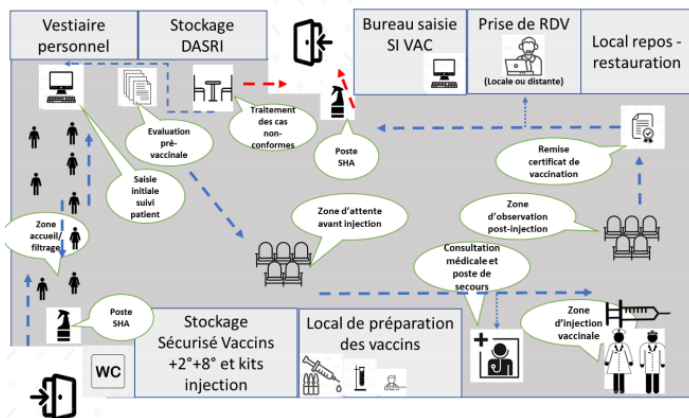 Vestiaire
personnel
Stockage
DASRI
Bureau saisie
SI VAC
Prise de RDV
(Locale ou distante)
Local repos -
restauration
Evaluation
pré-
vaccinale
Traitement
des cas
non-
conformes
Poste
SHA
Remise
certificat de
vaccination
Saisie
initiale
suivi
patient
Zone
accueil/
filtrage
Zone d'attente
avant injection
Zone
d'observation
post-injection
Consultation
médicale et
poste de
secours
Poste
SHA
Zone
d'injection
vaccinale
WC
Stockage
Sécurisé Vaccins
+2°+8° et kits
injection
Local de préparation
des vaccins